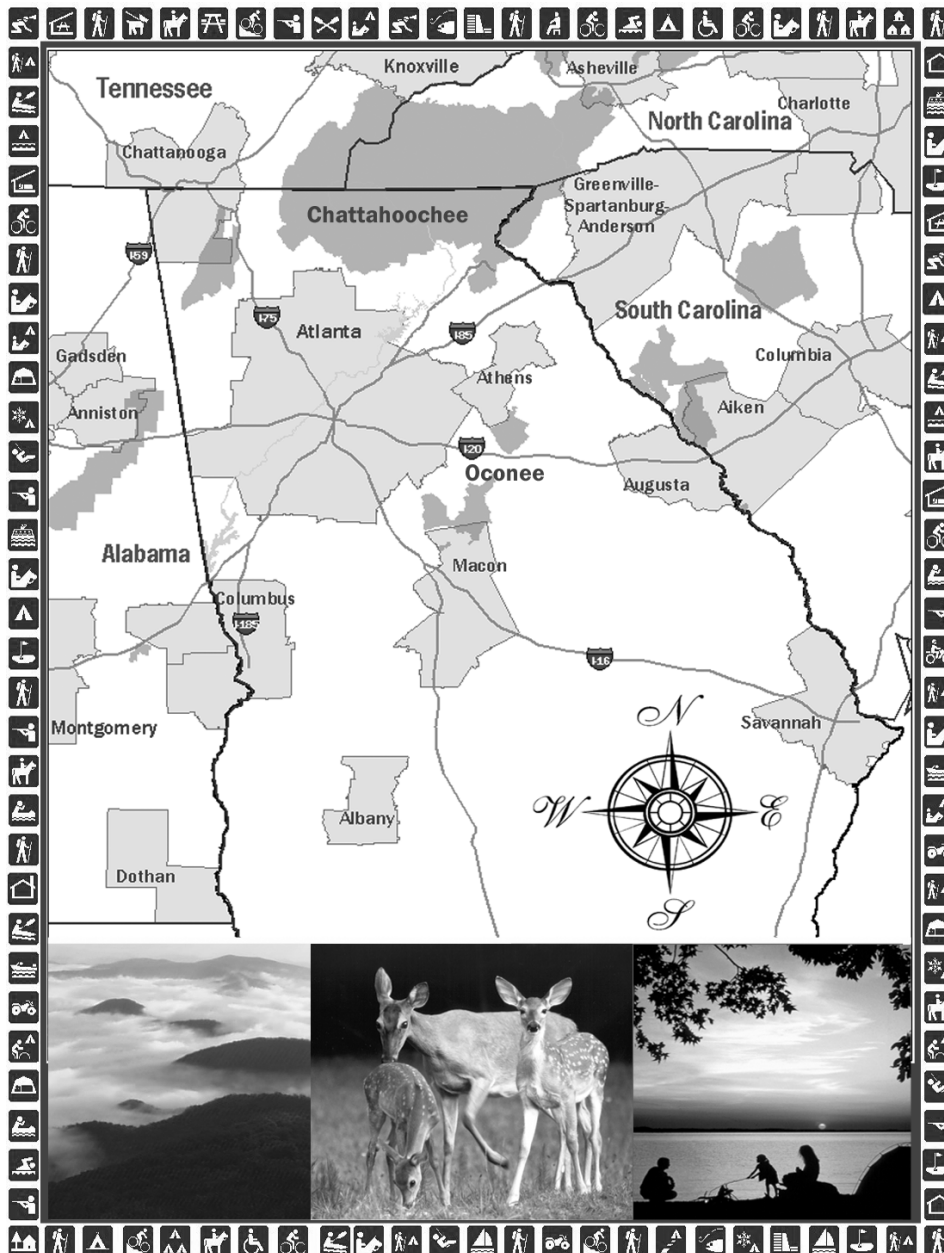 Knoxville
Asheville
Tennessee
Charlotte
North Carolina
Chattanooga
Greenville-
Spartanburg-
Anderson
Chattahoochee
I-59
South Carolina
I-75
Atlanta
I-85
Gadsden
Columbia
Athens
Anniston
Aiken
I-20
Oconee
Augusta
Alabama
Macon
Columbus
I-185
I-16
N
Savannah
Montgomery
W
E
Albany
Dothan
S